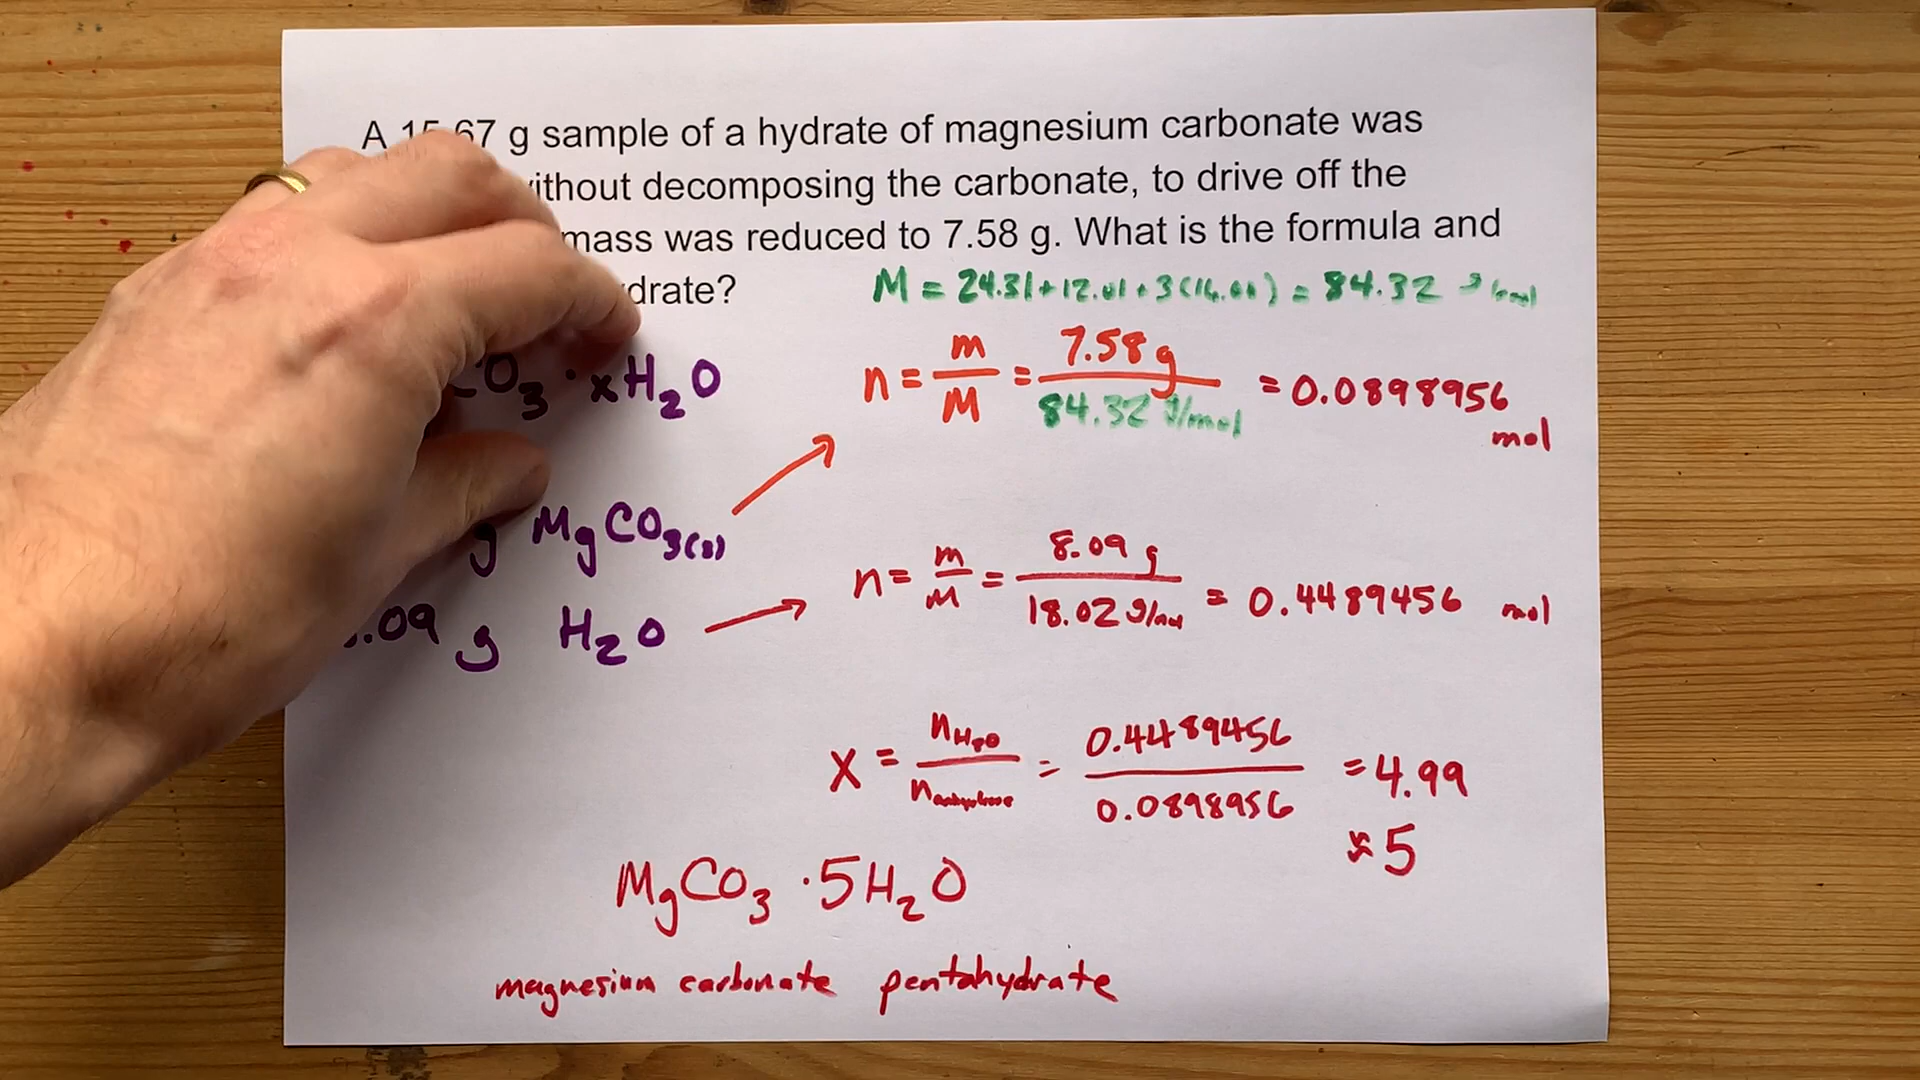 A 15.67 g sample of a hydrate of magnesium carbonate was
ithout decomposing the carbonate, to drive off the
mass was reduced to 7.58 g. What is the formula and
drate?
M = 24.31 + 12.01 + 3(16.00) = 84.32 g/mol
CO3 · xH2O
n = m/M = 7.58 g / 84.32 g/mol = 0.0898956 mol
g MgCO3(s)
n = m/M = 8.09 g / 18.02 g/mol = 0.4489456 mol
.09 g H2O
x = nH2O / nanhydrous = 0.4489456 / 0.0898956 = 4.99
≈ 5
MgCO3 · 5H2O
magnesium carbonate pentahydrate